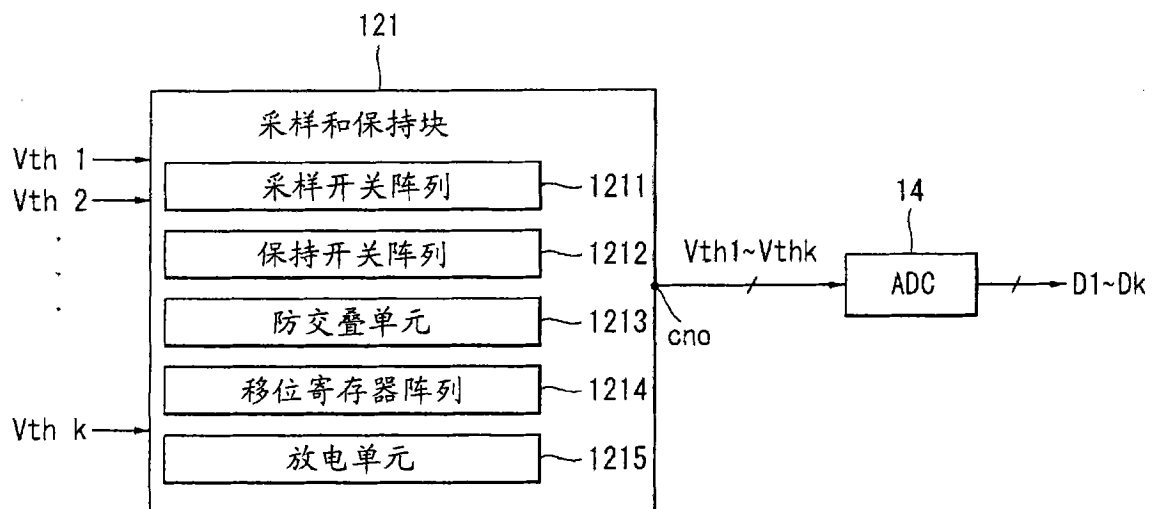 121
采样和保持块
Vth 1
采样开关阵列 1211
Vth 2
14
保持开关阵列 1212
Vth1~Vthk
ADC
D1~Dk
防交叠单元 1213
cno
移位寄存器阵列 1214
Vth k
放电单元 1215